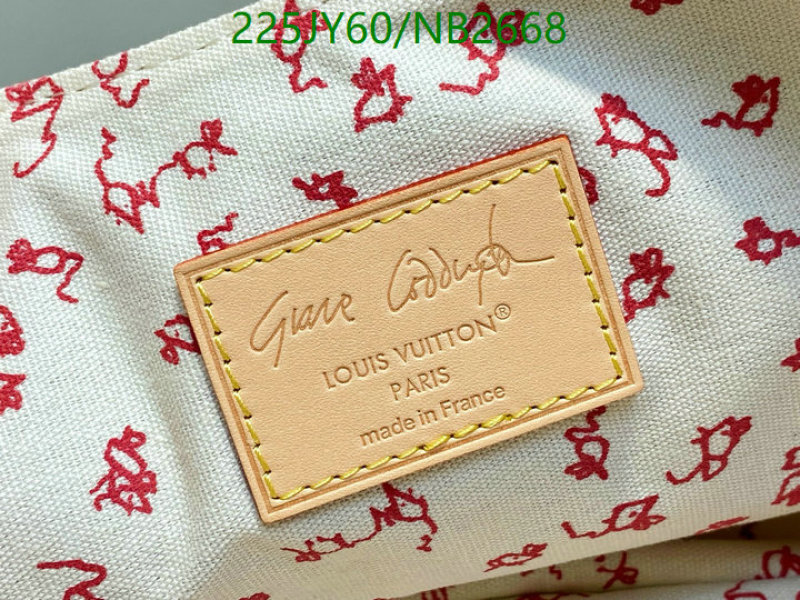 225JY60/NB2668
Grace Coddington
LOUIS VUITTON®
PARIS
made in France